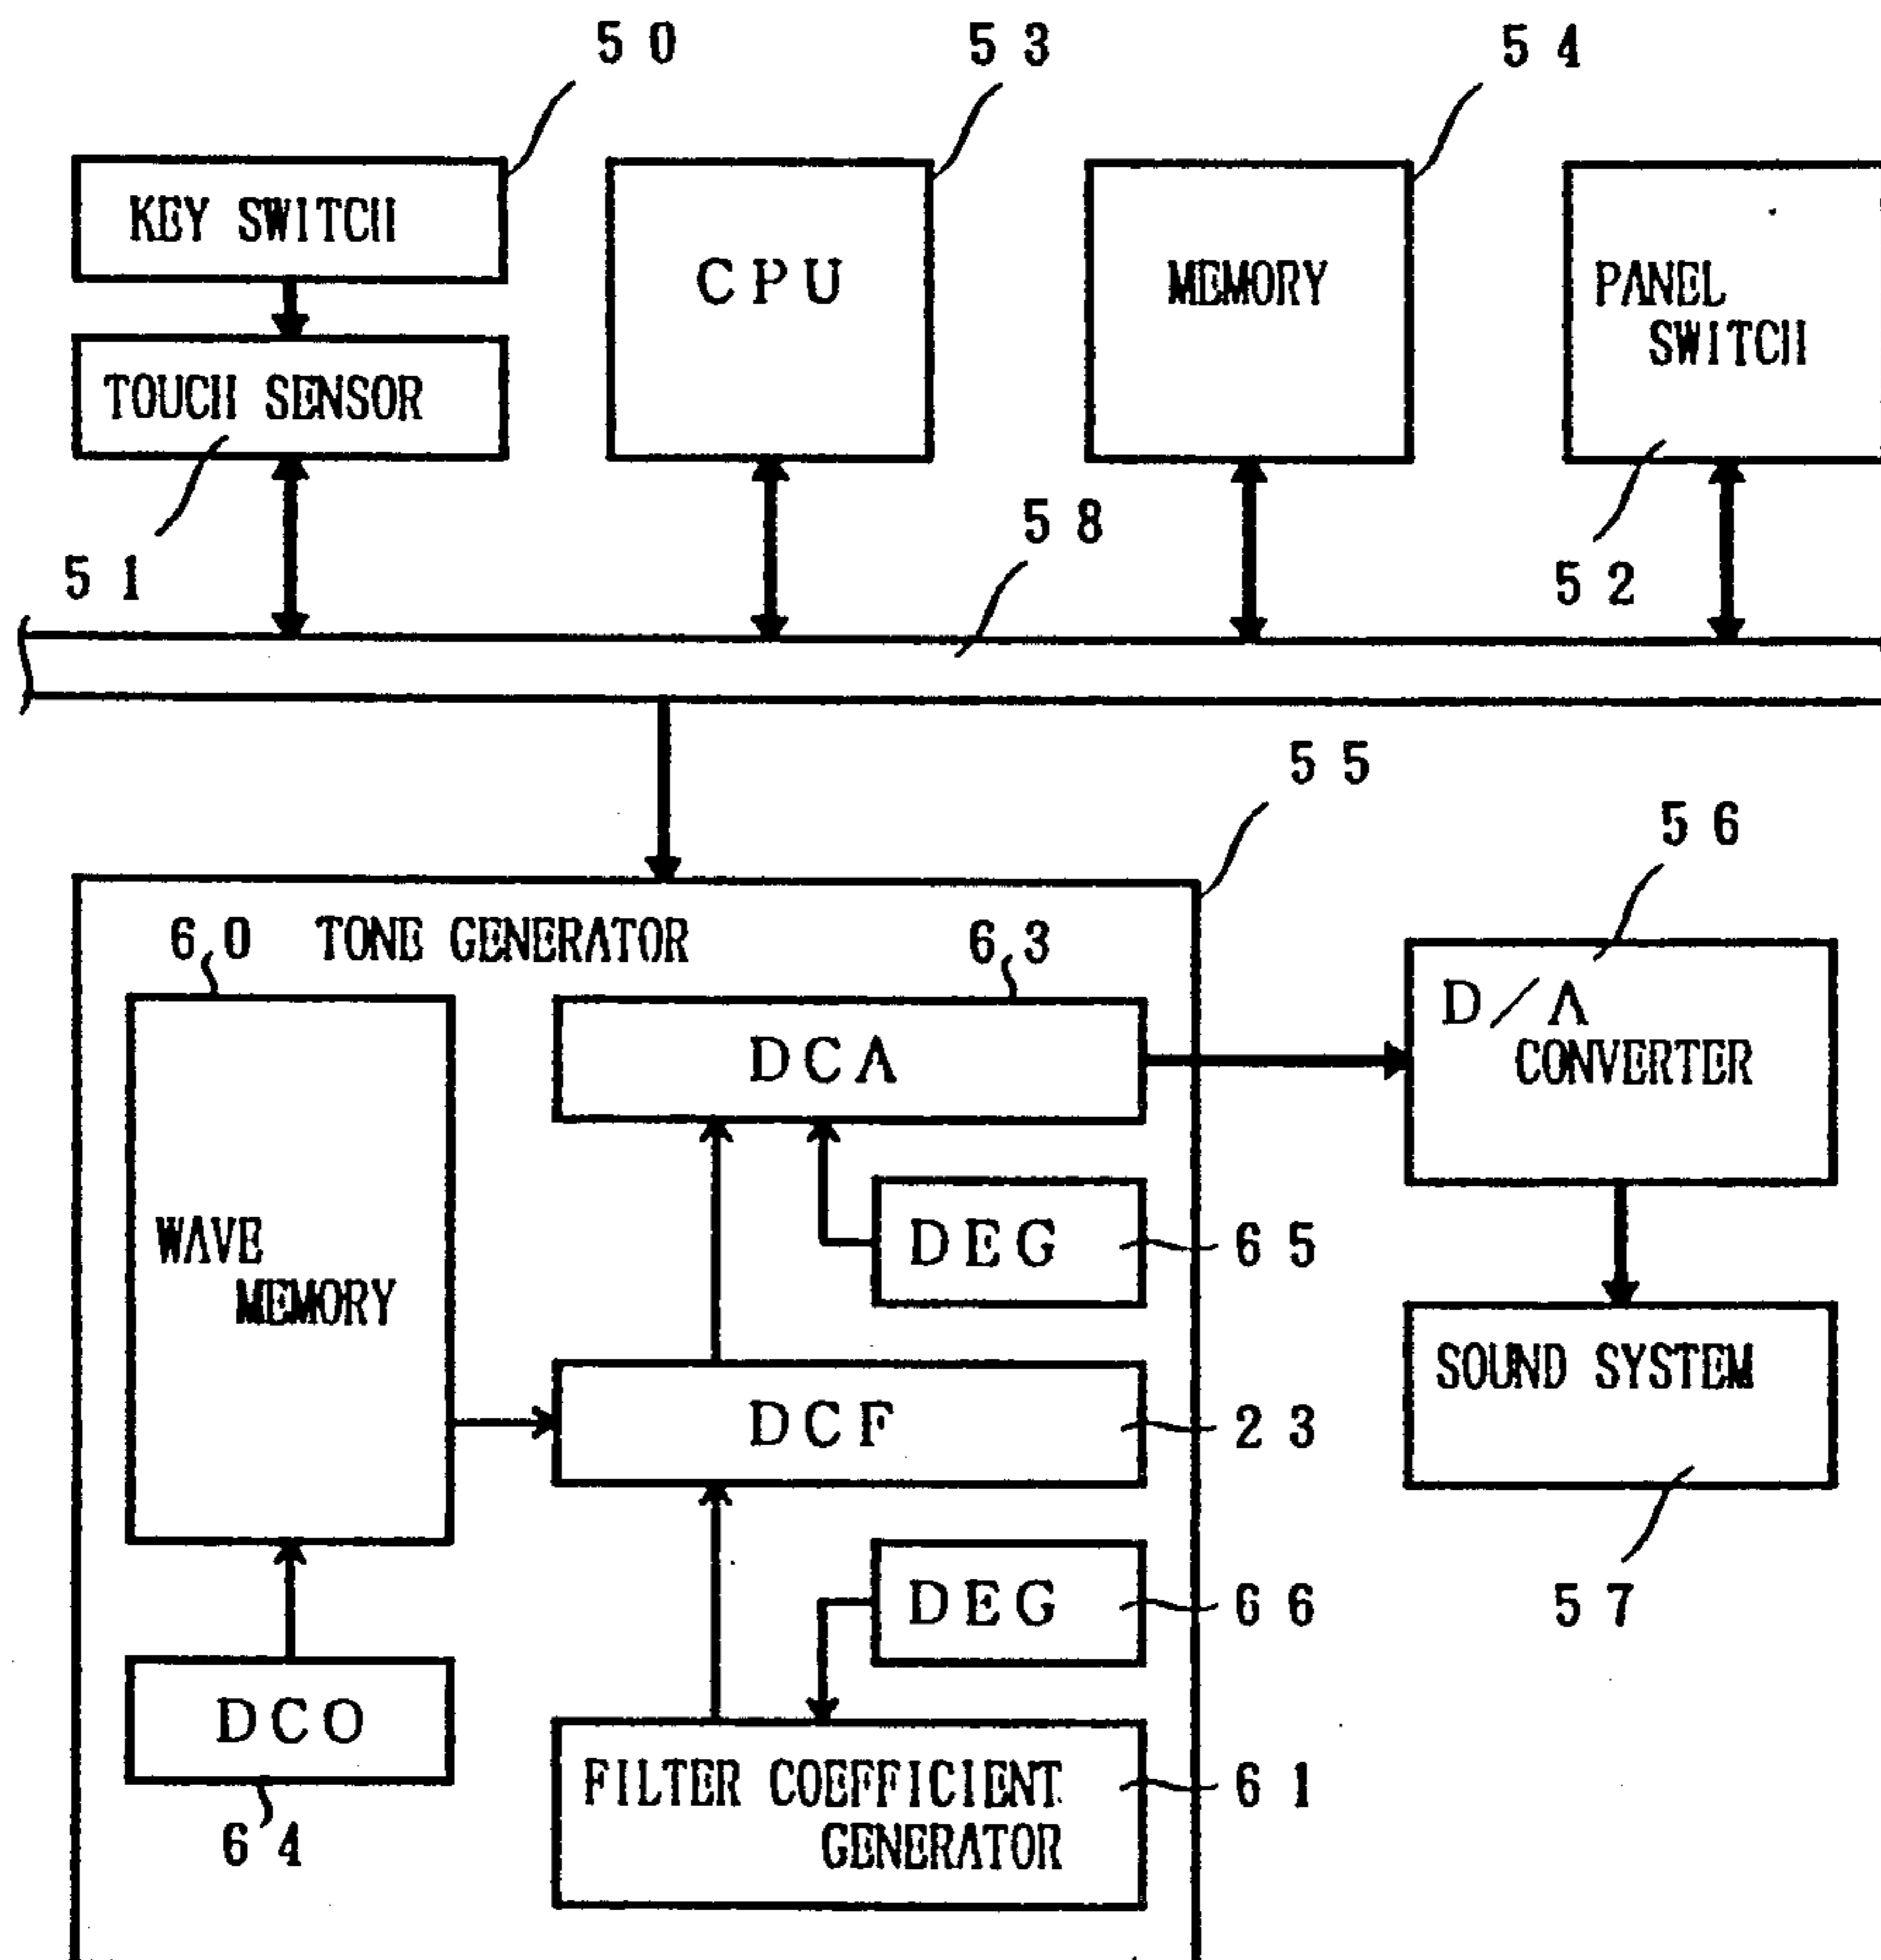 50
53
54
KEY SWITCH
CPU
MEMORY
PANEL
SWITCH
TOUCH SENSOR
51
58
52
55
56
60
TONE GENERATOR
63
D/A
CONVERTER
DCA
WAVE
MEMORY
DEG
65
SOUND SYSTEM
DCF
23
DEG
66
57
DCO
64
FILTER COEFFICIENT
GENERATOR
61